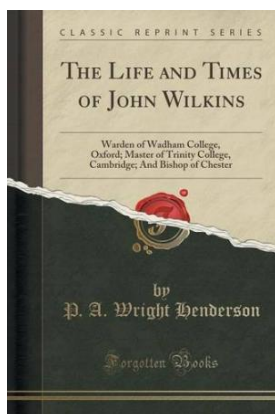 CLASSIC REPRINT SERIES
THE LIFE AND TIMES
OF JOHN WILKINS
Warden of Wadham College,
Oxford; Master of Trinity College,
Cambridge; And Bishop of Chester
by
P. A. Wright Henderson
Forgotten Books